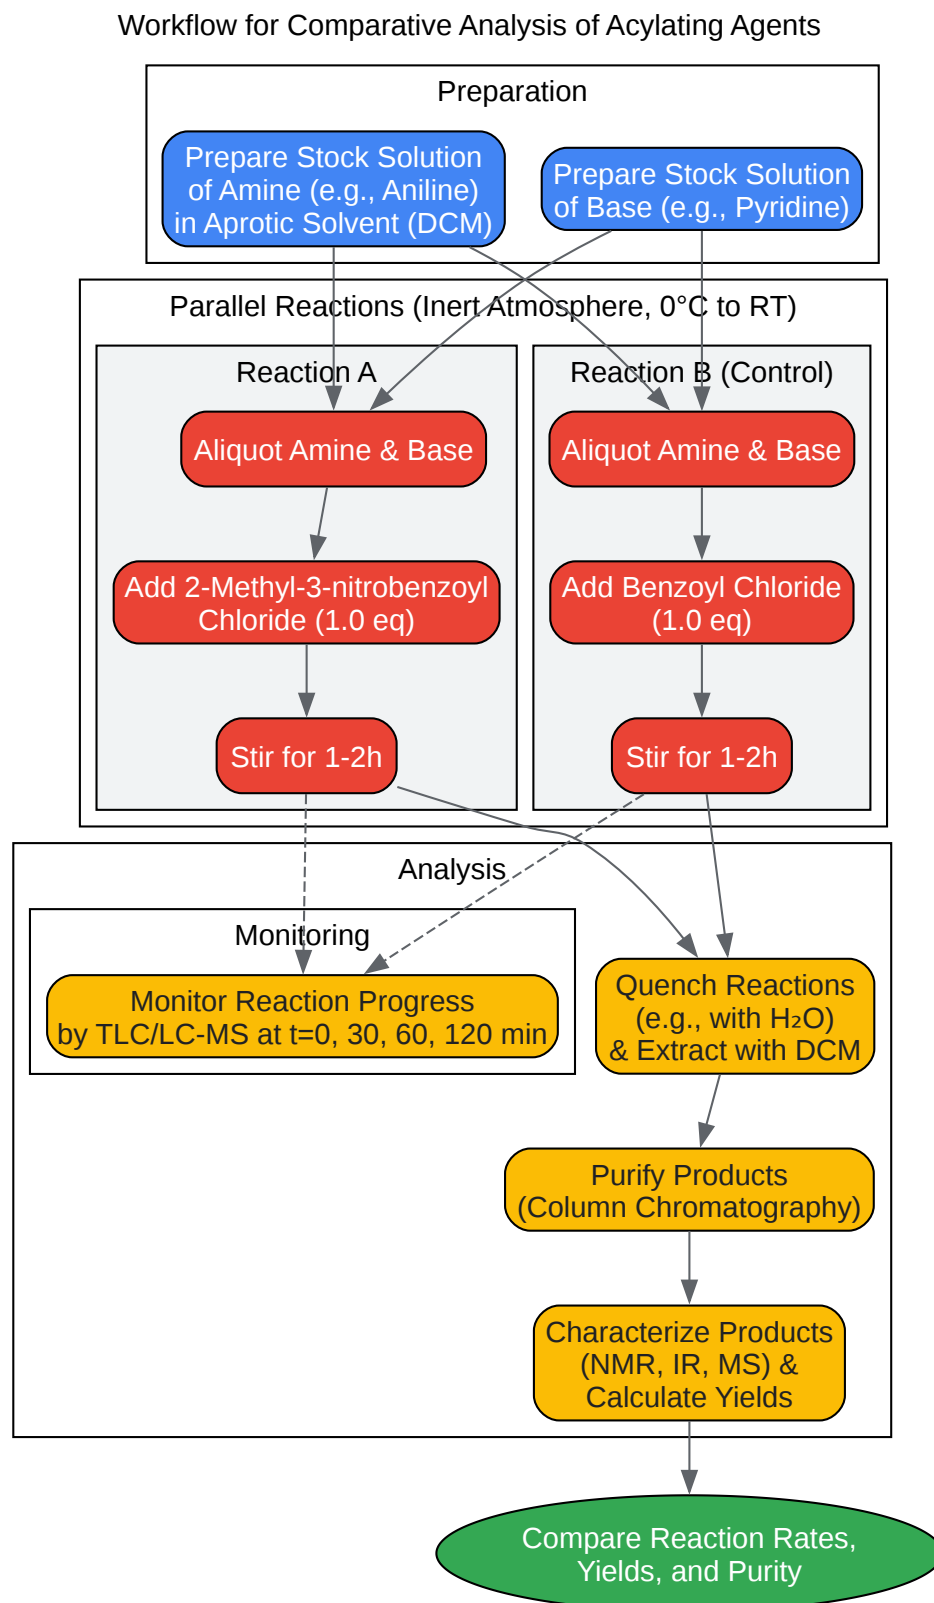 Workflow for Comparative Analysis of Acylating Agents
Preparation
Prepare Stock Solution
of Amine (e.g., Aniline)
in Aprotic Solvent (DCM)
Prepare Stock Solution
of Base (e.g., Pyridine)
Parallel Reactions (Inert Atmosphere, 0°C to RT)
Reaction A
Aliquot Amine & Base
Add 2-Methyl-3-nitrobenzoyl
Chloride (1.0 eq)
Stir for 1-2h
Reaction B (Control)
Aliquot Amine & Base
Add Benzoyl Chloride
(1.0 eq)
Stir for 1-2h
Analysis
Monitoring
Monitor Reaction Progress
by TLC/LC-MS at t=0, 30, 60, 120 min
Quench Reactions
(e.g., with H₂O)
& Extract with DCM
Purify Products
(Column Chromatography)
Characterize Products
(NMR, IR, MS) &
Calculate Yields
Compare Reaction Rates,
Yields, and Purity